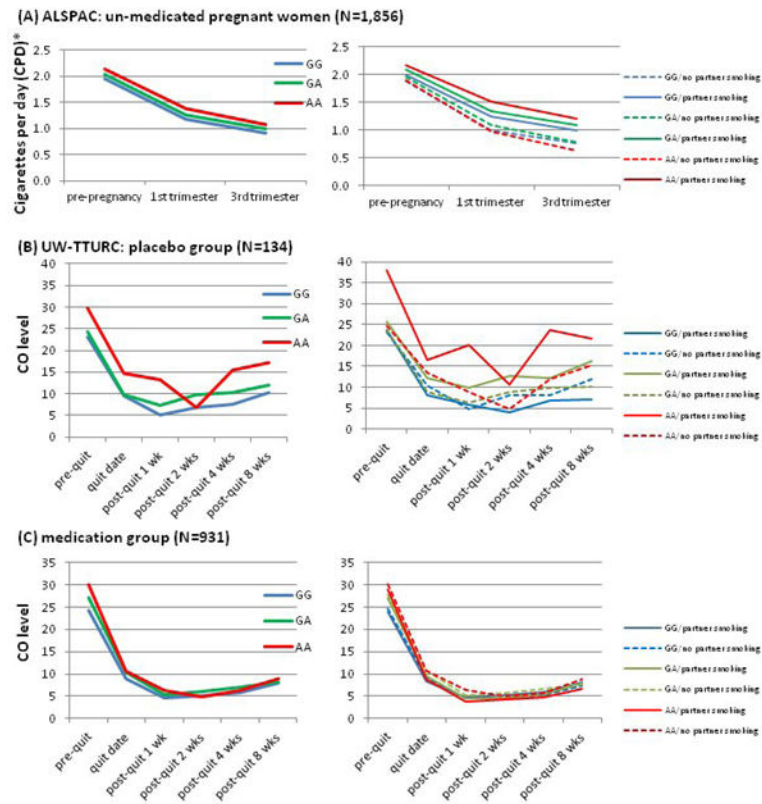 (A) ALSPAC: un-medicated pregnant women (N=1,856)
Cigarettes per day (CPD)*
2.5
2.0
1.5
1.0
0.5
0.0
pre-pregnancy 1st trimester 3rd trimester
GG
GA
AA
2.5
2.0
1.5
1.0
0.5
0.0
pre-pregnancy 1st trimester 3rd trimester
GG/no partner smoking
GG/partner smoking
GA/no partner smoking
GA/partner smoking
AA/no partner smoking
AA/partner smoking
(B) UW-TTURC: placebo group (N=134)
CO level
40
35
30
25
20
15
10
5
0
pre-quit
quit date
post-quit 1 wk
post-quit 2 wks
post-quit 4 wks
post-quit 8 wks
GG
GA
AA
40
35
30
25
20
15
10
5
0
pre-quit
quit date
post-quit 1 wk
post-quit 2 wks
post-quit 4 wks
post-quit 8 wks
GG/partner smoking
GG/no partner smoking
GA/partner smoking
GA/no partner smoking
AA/partner smoking
AA/no partner smoking
(C) medication group (N=931)
CO level
35
30
25
20
15
10
5
0
pre-quit
quit date
post-quit 1 wk
post-quit 2 wks
post-quit 4 wks
post-quit 8 wks
GG
GA
AA
35
30
25
20
15
10
5
0
pre-quit
quit date
post-quit 1 wk
post-quit 2 wks
post-quit 4 wks
post-quit 8 wks
GG/partner smoking
GG/no partner smoking
GA/partner smoking
GA/no partner smoking
AA/partner smoking
AA/no partner smoking